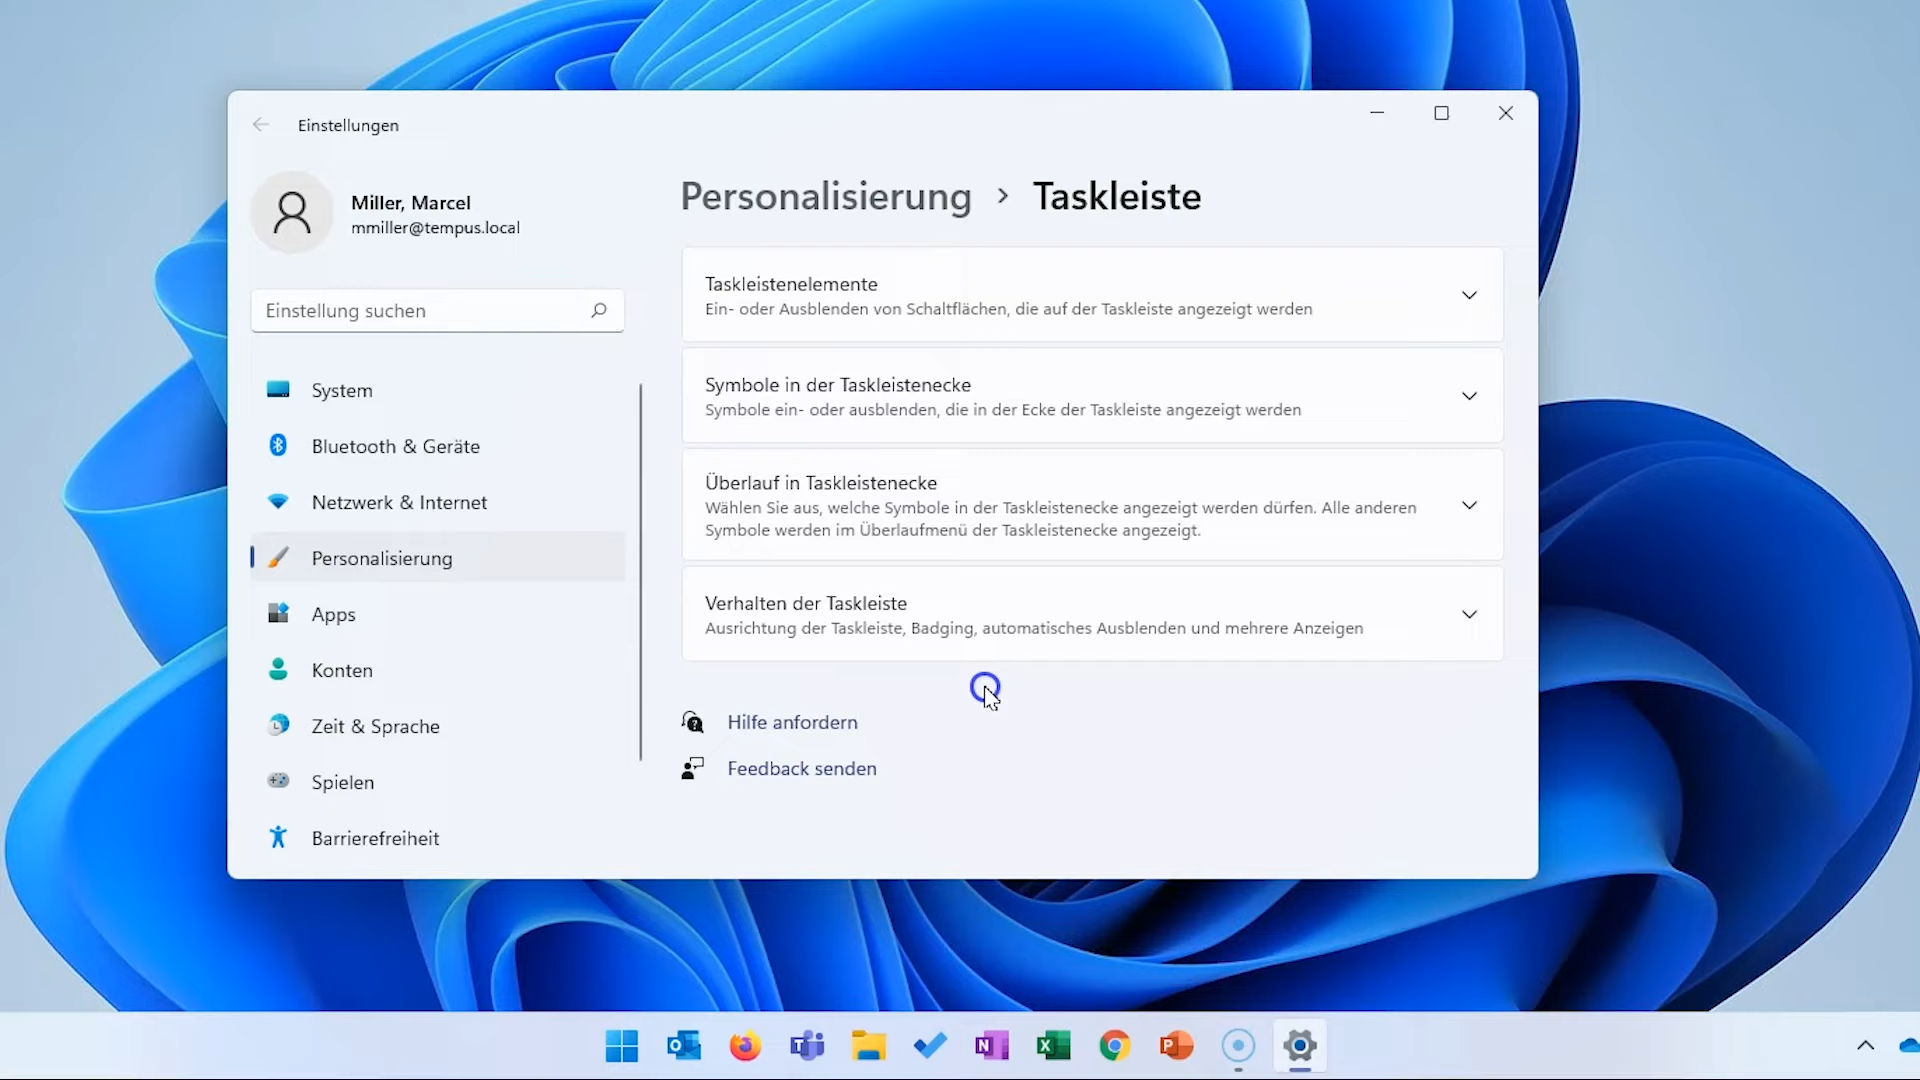 Einstellungen
Miller, Marcel
mmiller@tempus.local
Einstellung suchen
System
Bluetooth & Geräte
Netzwerk & Internet
Personalisierung
Apps
Konten
Zeit & Sprache
Spielen
Barrierefreiheit
Personalisierung > Taskleiste
Taskleistenelemente
Ein- oder Ausblenden von Schaltflächen, die auf der Taskleiste angezeigt werden
Symbole in der Taskleistenecke
Symbole ein- oder ausblenden, die in der Ecke der Taskleiste angezeigt werden
Überlauf in Taskleistenecke
Wählen Sie aus, welche Symbole in der Taskleistenecke angezeigt werden dürfen. Alle anderen
Symbole werden im Überlaufmenü der Taskleistenecke angezeigt.
Verhalten der Taskleiste
Ausrichtung der Taskleiste, Badging, automatisches Ausblenden und mehrere Anzeigen
Hilfe anfordern
Feedback senden